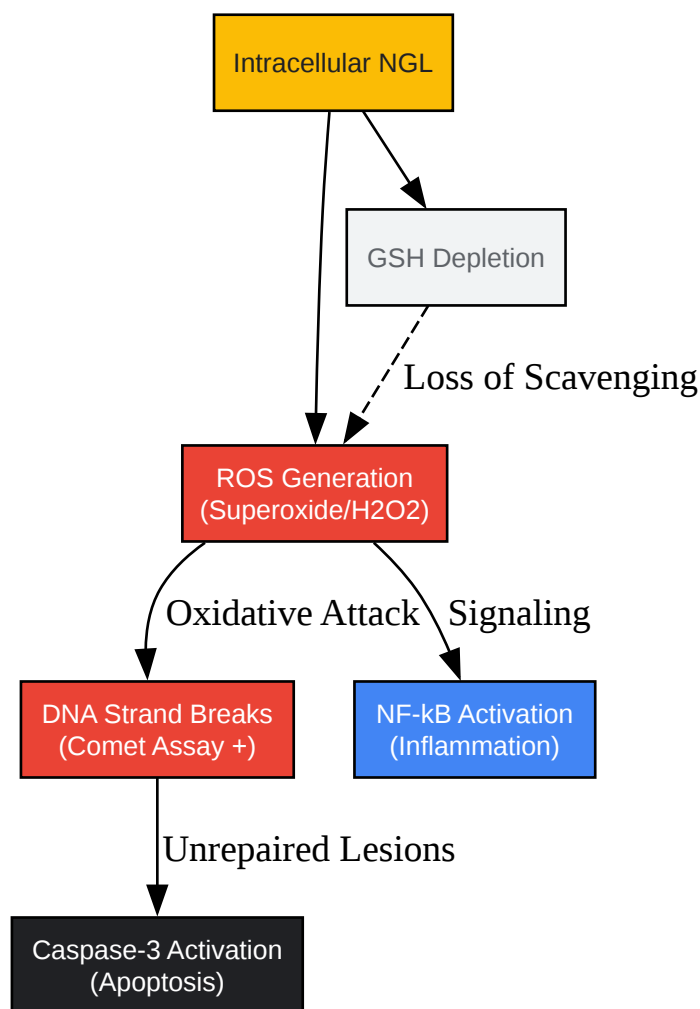 Intracellular NGL
GSH Depletion
Loss of Scavenging
ROS Generation
(Superoxide/H2O2)
Oxidative Attack
Signaling
DNA Strand Breaks
(Comet Assay +)
NF-kB Activation
(Inflammation)
Unrepaired Lesions
Caspase-3 Activation
(Apoptosis)